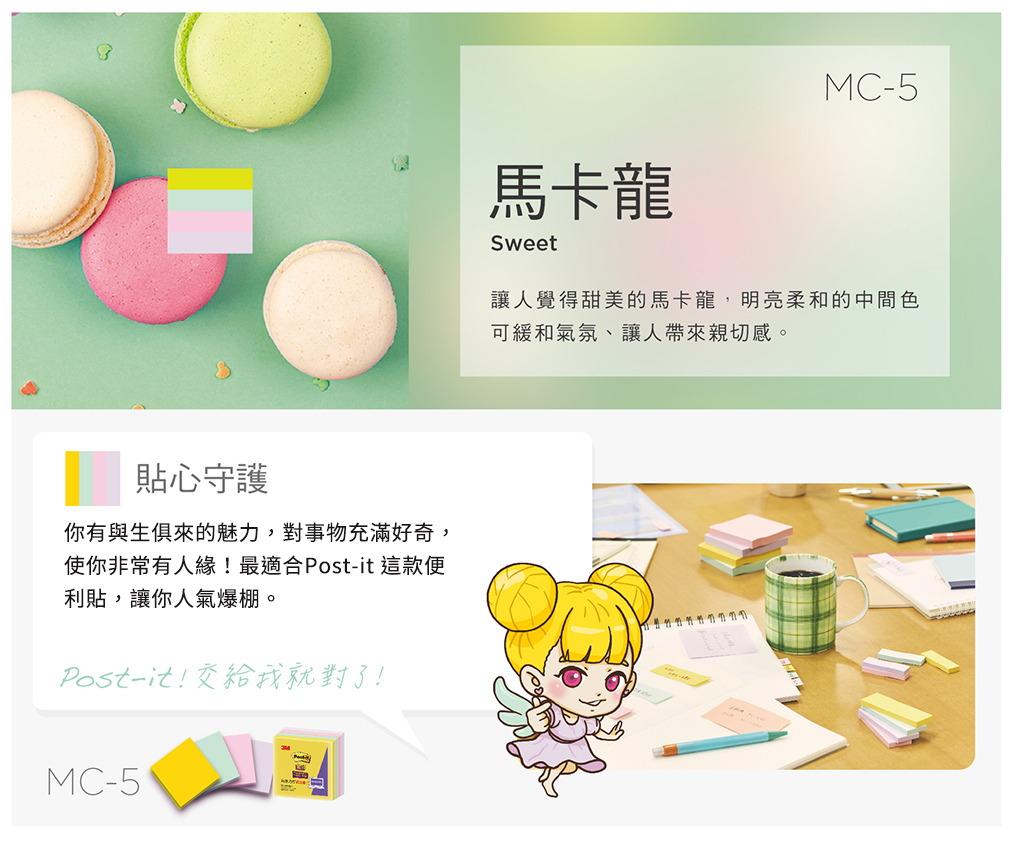 MC-5
馬卡龍
Sweet
讓人覺得甜美的馬卡龍，明亮柔和的中間色
可緩和氣氛、讓人帶來親切感。
貼心守護
你有與生俱來的魅力，對事物充滿好奇，
使你非常有人緣！最適合Post-it 這款便
利貼，讓你人氣爆棚。
Post-it!交給我就對了!
MC-5
3M
Post-it